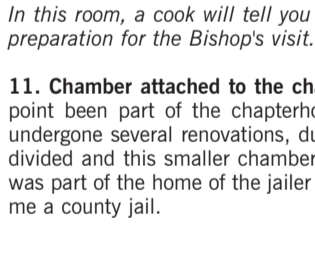 In this room, a cook will tell you
preparation for the Bishop's visit.
11. Chamber attached to the ch
point been part of the chapterho
undergone several renovations, du
divided and this smaller chamber
was part of the home of the jailer
me a county jail.